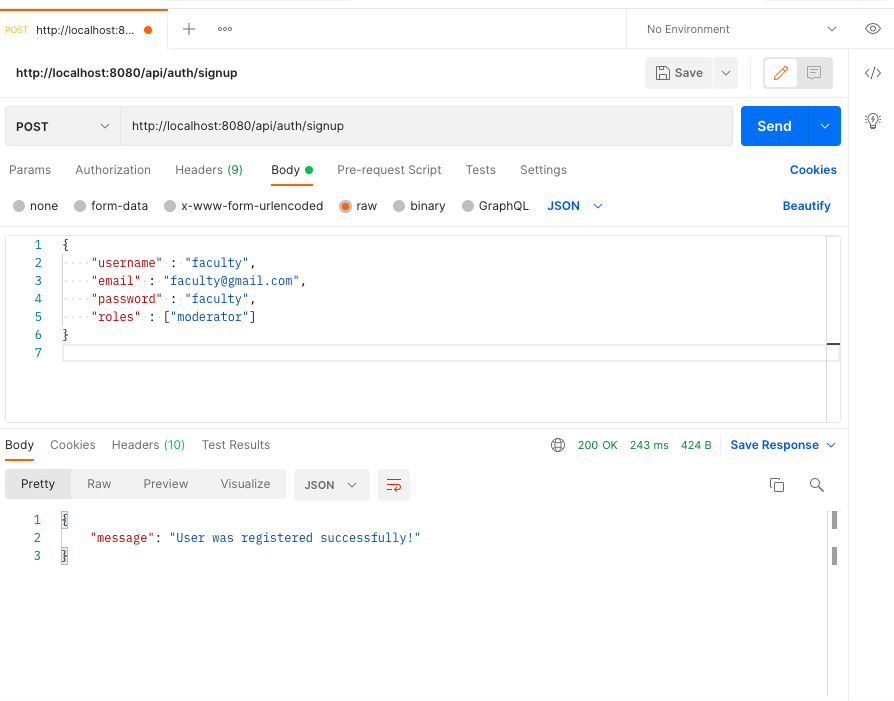 POST http://localhost:8... No Environment
http://localhost:8080/api/auth/signup Save
POST http://localhost:8080/api/auth/signup Send
Params Authorization Headers (9) Body Pre-request Script Tests Settings Cookies
none form-data x-www-form-urlencoded raw binary GraphQL JSON Beautify
1 {
2 "username" : "faculty",
3 "email" : "faculty@gmail.com",
4 "password" : "faculty",
5 "roles" : ["moderator"]
6 }
7
Body Cookies Headers (10) Test Results 200 OK 243 ms 424 B Save Response
Pretty Raw Preview Visualize JSON
1 {
2 "message": "User was registered successfully!"
3 }